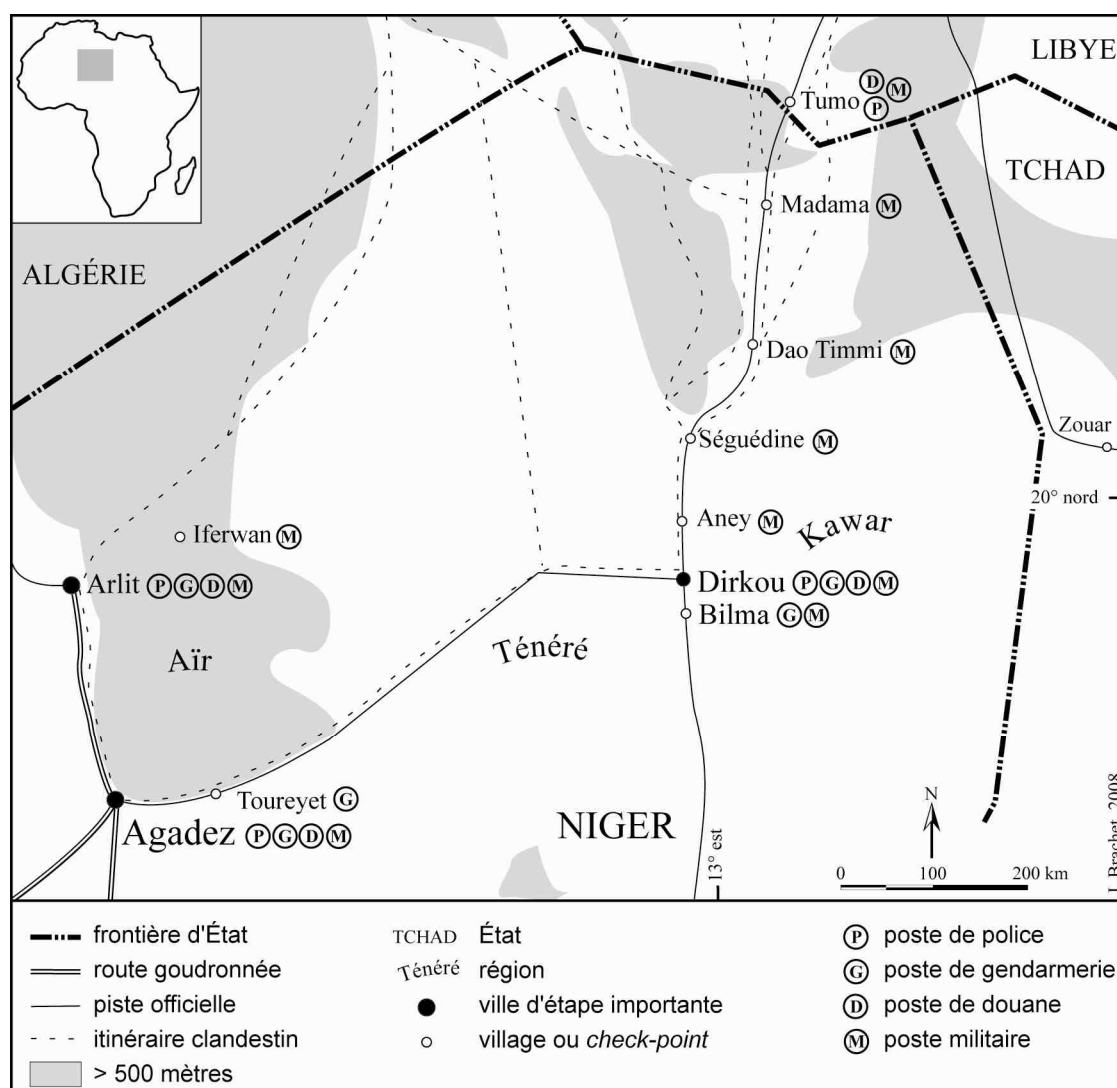 LIBYE
Tumo D M P
TCHAD
Madama M
ALGÉRIE
Dao Timmi M
Zouar
Séguédine M
20° nord
Aney M
Kawar
Iferwan M
Arlit P G D M
Dirkou P G D M
Bilma G M
Ténéré
Aïr
Toureyet G
NIGER
Agadez P G D M
13° est
N
0 100 200 km
J. Brachet, 2008
frontière d'État
route goudronnée
piste officielle
itinéraire clandestin
> 500 mètres
TCHAD État
Ténéré région
ville d'étape importante
village ou check-point
P poste de police
G poste de gendarmerie
D poste de douane
M poste militaire